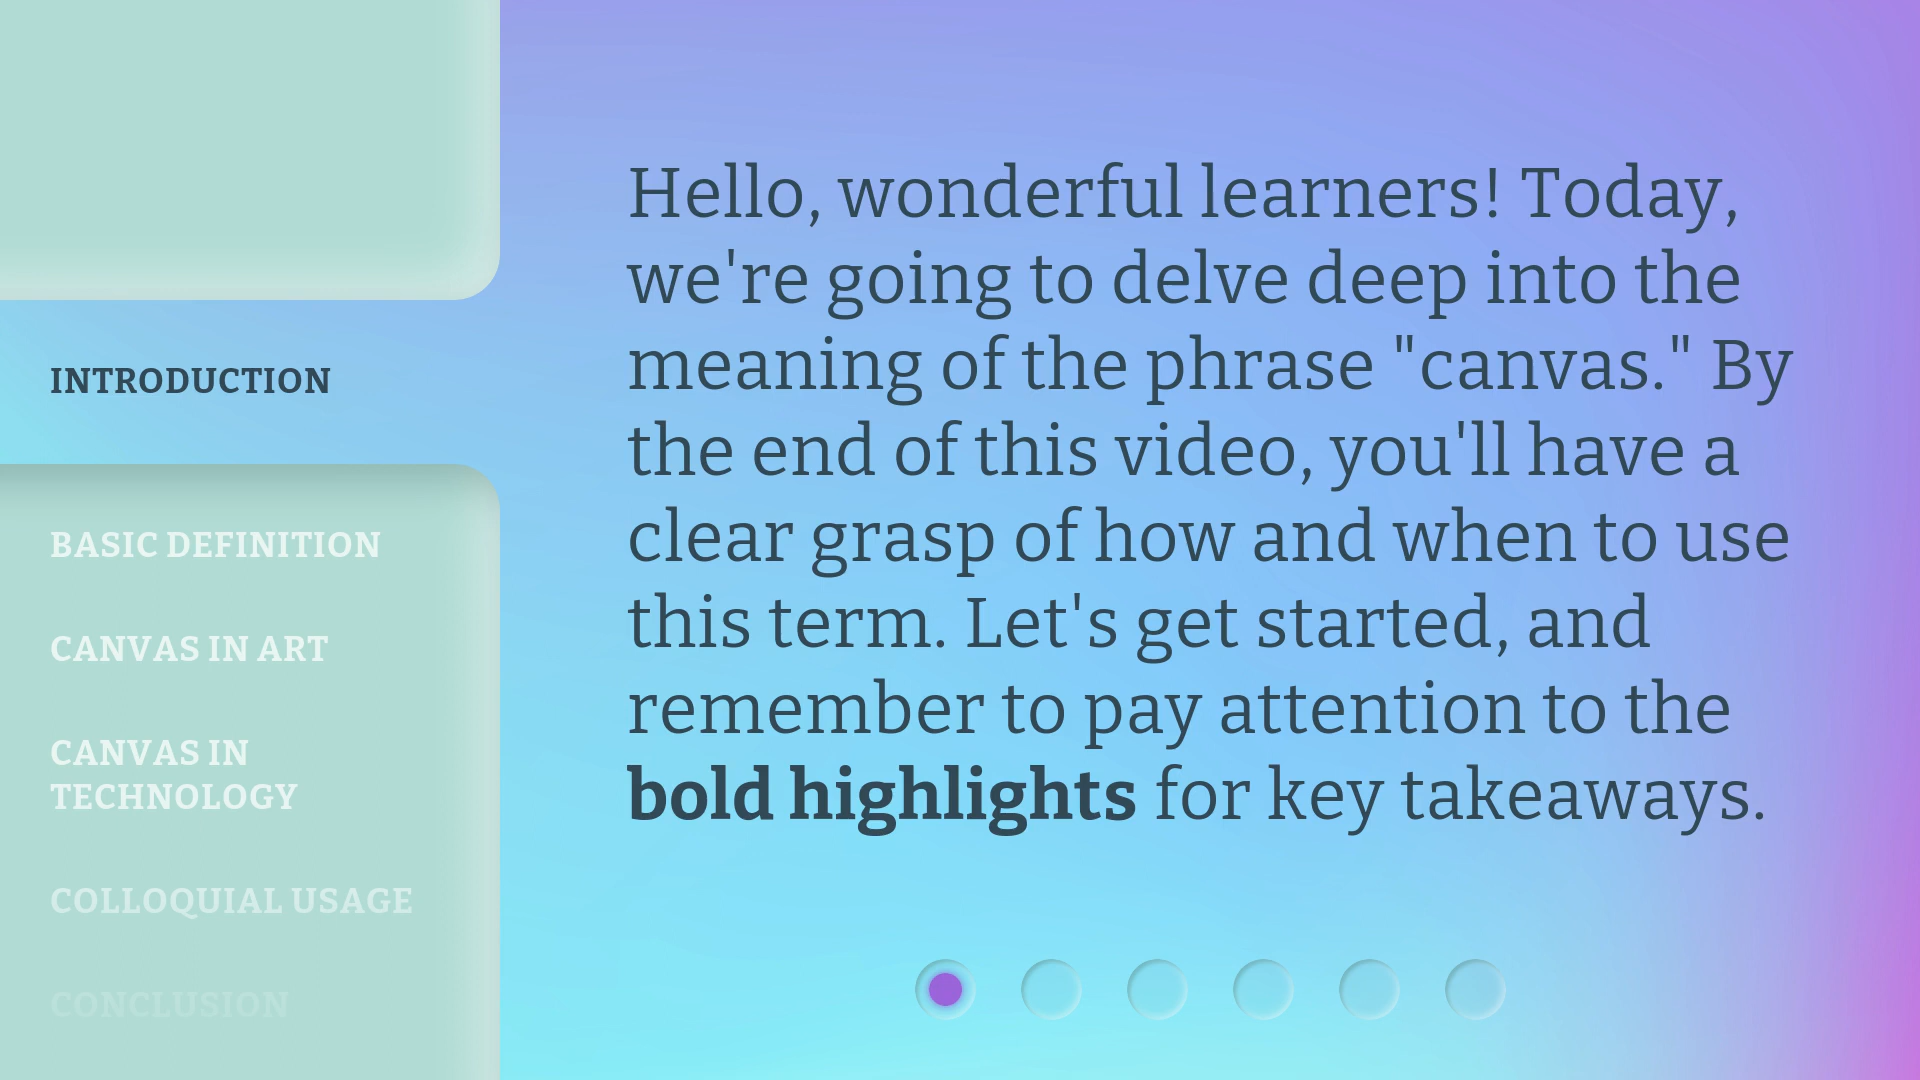 INTRODUCTION
BASIC DEFINITION
CANVAS IN ART
CANVAS IN
TECHNOLOGY
COLLOQUIAL USAGE
CONCLUSION
Hello, wonderful learners! Today,
we're going to delve deep into the
meaning of the phrase "canvas." By
the end of this video, you'll have a
clear grasp of how and when to use
this term. Let's get started, and
remember to pay attention to the
bold highlights for key takeaways.